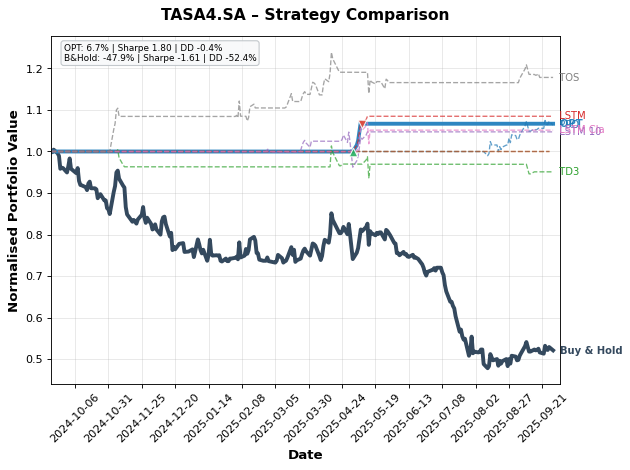 TASA4.SA – Strategy Comparison
OPT: 6.7% | Sharpe 1.80 | DD -0.4%
B&Hold: -47.9% | Sharpe -1.61 | DD -52.4%
Normalised Portfolio Value
1.2
1.1
1.0
0.9
0.8
0.7
0.6
0.5
TOS
LSTM
OPT
LSTM 10
TD3
Buy & Hold
2024-10-06
2024-10-31
2024-11-25
2024-12-20
2025-01-14
2025-02-08
2025-03-05
2025-03-30
2025-04-24
2025-05-19
2025-06-13
2025-07-08
2025-08-02
2025-08-27
2025-09-21
Date